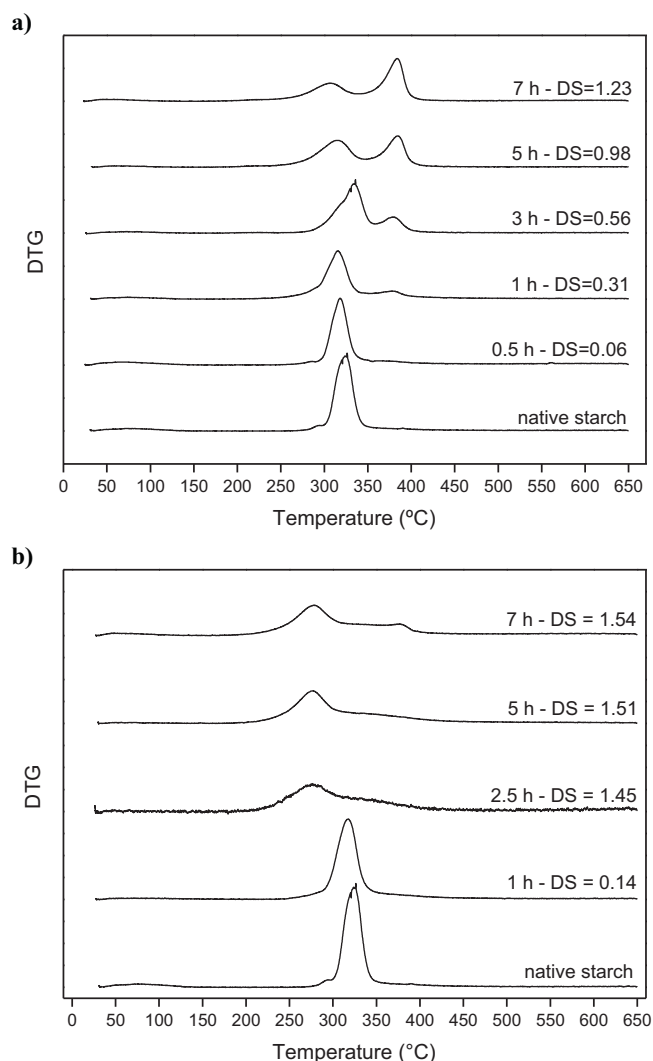 a)
7 h - DS=1.23
5 h - DS=0.98
3 h - DS=0.56
1 h - DS=0.31
0.5 h - DS=0.06
native starch
DTG
0 50 100 150 200 250 300 350 400 450 500 550 600 650
Temperature (ºC)
b)
7 h - DS = 1.54
5 h - DS = 1.51
2.5 h - DS = 1.45
1 h - DS = 0.14
native starch
DTG
0 50 100 150 200 250 300 350 400 450 500 550 600 650
Temperature (°C)